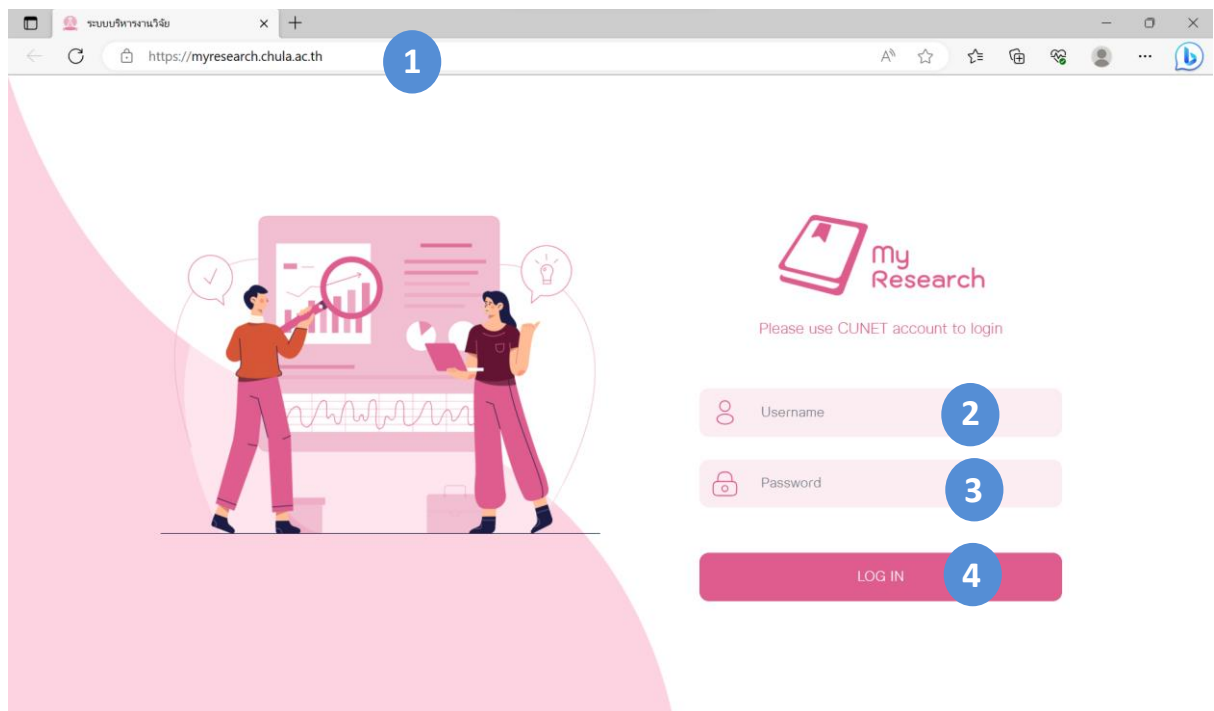 ระบบบริหารงานวิจัย
https://myresearch.chula.ac.th
1
My
Research
Please use CUNET account to login
Username
2
Password
3
LOG IN
4